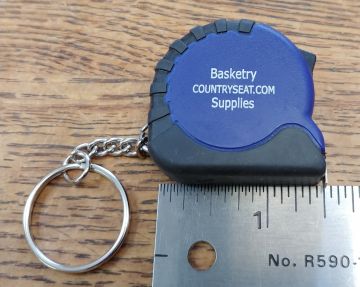 Basketry
COUNTRYSEAT.COM
Supplies
1
No. R590-